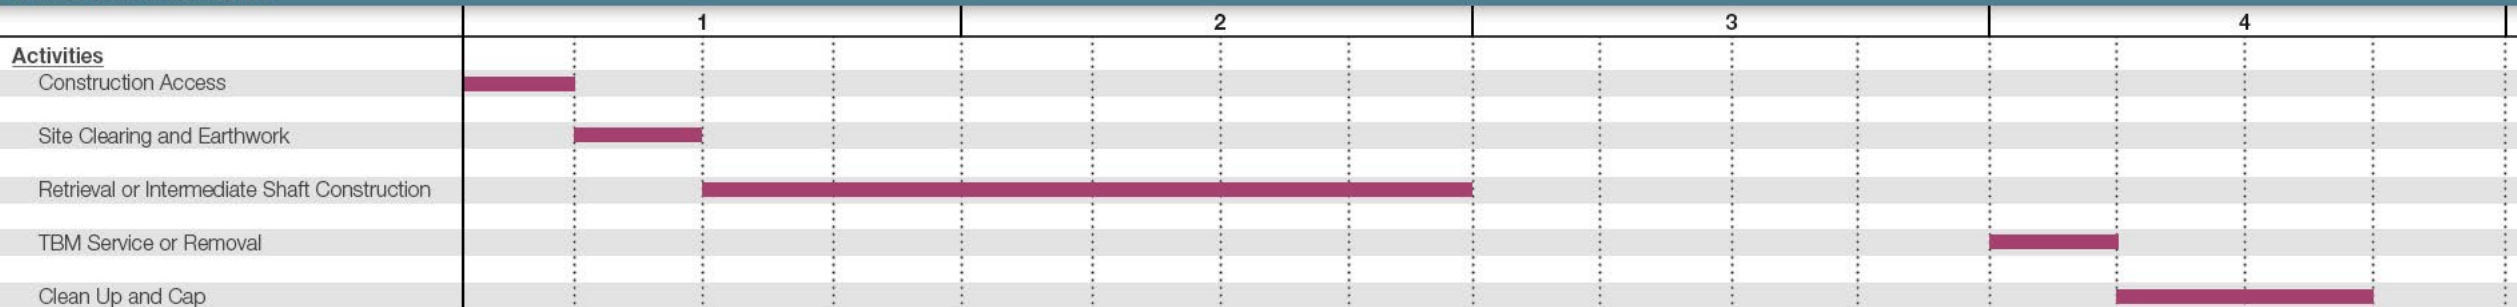 1 2 3 4
Activities
Construction Access
Site Clearing and Earthwork
Retrieval or Intermediate Shaft Construction
TBM Service or Removal
Clean Up and Cap